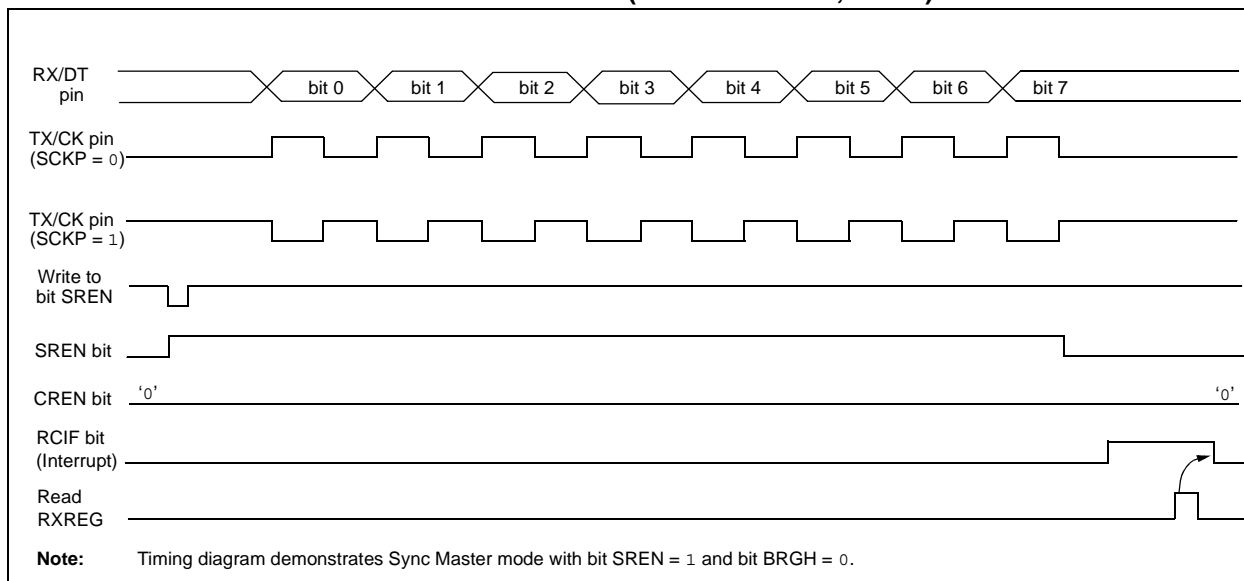 RX/DT
pin
bit 0 bit 1 bit 2 bit 3 bit 4 bit 5 bit 6 bit 7
TX/CK pin
(SCKP = 0)
TX/CK pin
(SCKP = 1)
Write to
bit SREN
SREN bit
CREN bit ‘0’ ‘0’
RCIF bit
(Interrupt)
Read
RXREG
Note: Timing diagram demonstrates Sync Master mode with bit SREN = 1 and bit BRGH = 0.